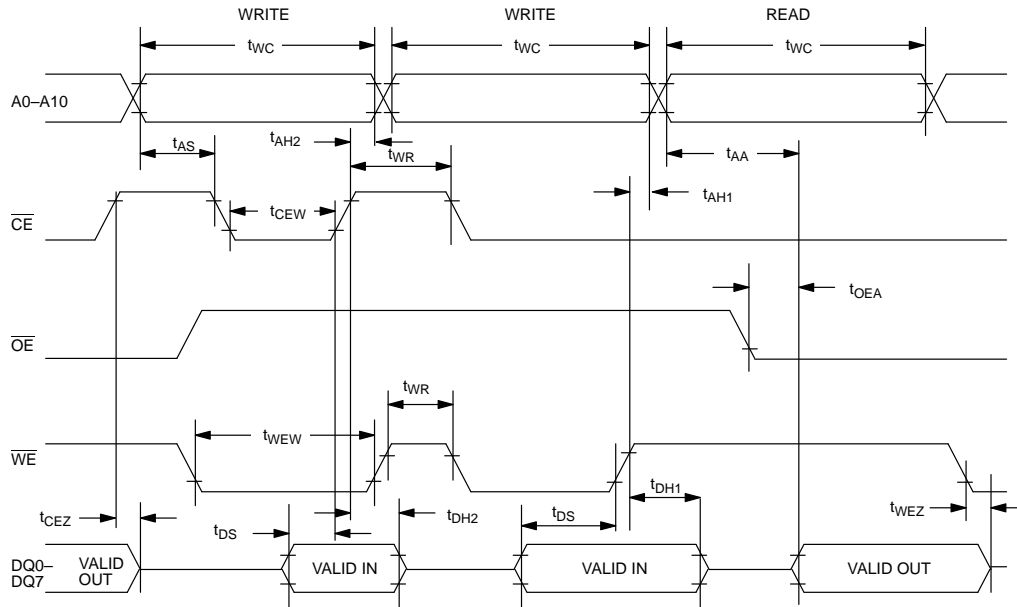 WRITE WRITE READ
tWC tWC tWC
A0–A10
tAS tAH2 tWR tAA
tAH1
CE tCEW
tOEA
OE
tWR
WE tWEW
tCEZ tDS tDH2 tDS tDH1 tWEZ
DQ0–DQ7 VALID OUT VALID IN VALID IN VALID OUT